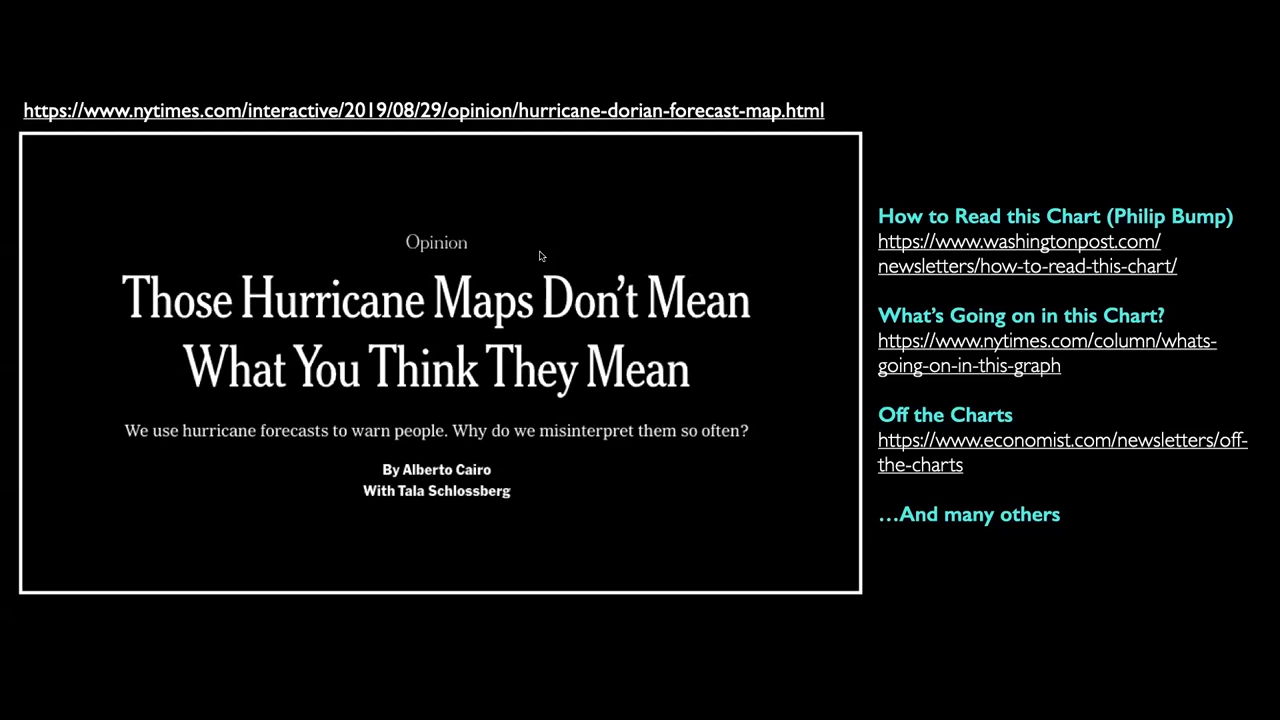 https://www.nytimes.com/interactive/2019/08/29/opinion/hurricane-dorian-forecast-map.html
Opinion
Those Hurricane Maps Don’t Mean
What You Think They Mean
We use hurricane forecasts to warn people. Why do we misinterpret them so often?
By Alberto Cairo
With Tala Schlossberg
How to Read this Chart (Philip Bump)
https://www.washingtonpost.com/
newsletters/how-to-read-this-chart/
What’s Going on in this Chart?
https://www.nytimes.com/column/whats-
going-on-in-this-graph
Off the Charts
https://www.economist.com/newsletters/off-
the-charts
…And many others